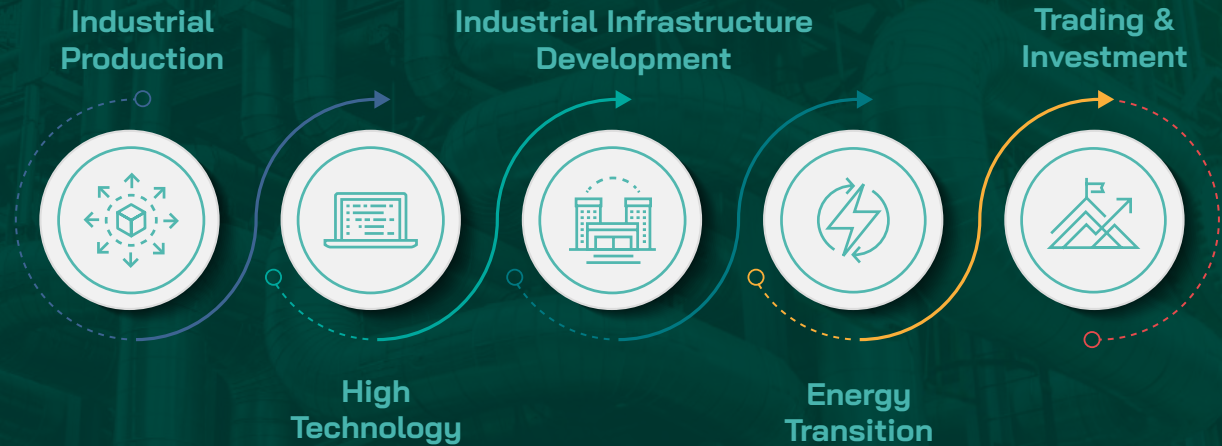 Industrial
Production
High
Technology
Industrial Infrastructure
Development
Energy
Transition
Trading &
Investment